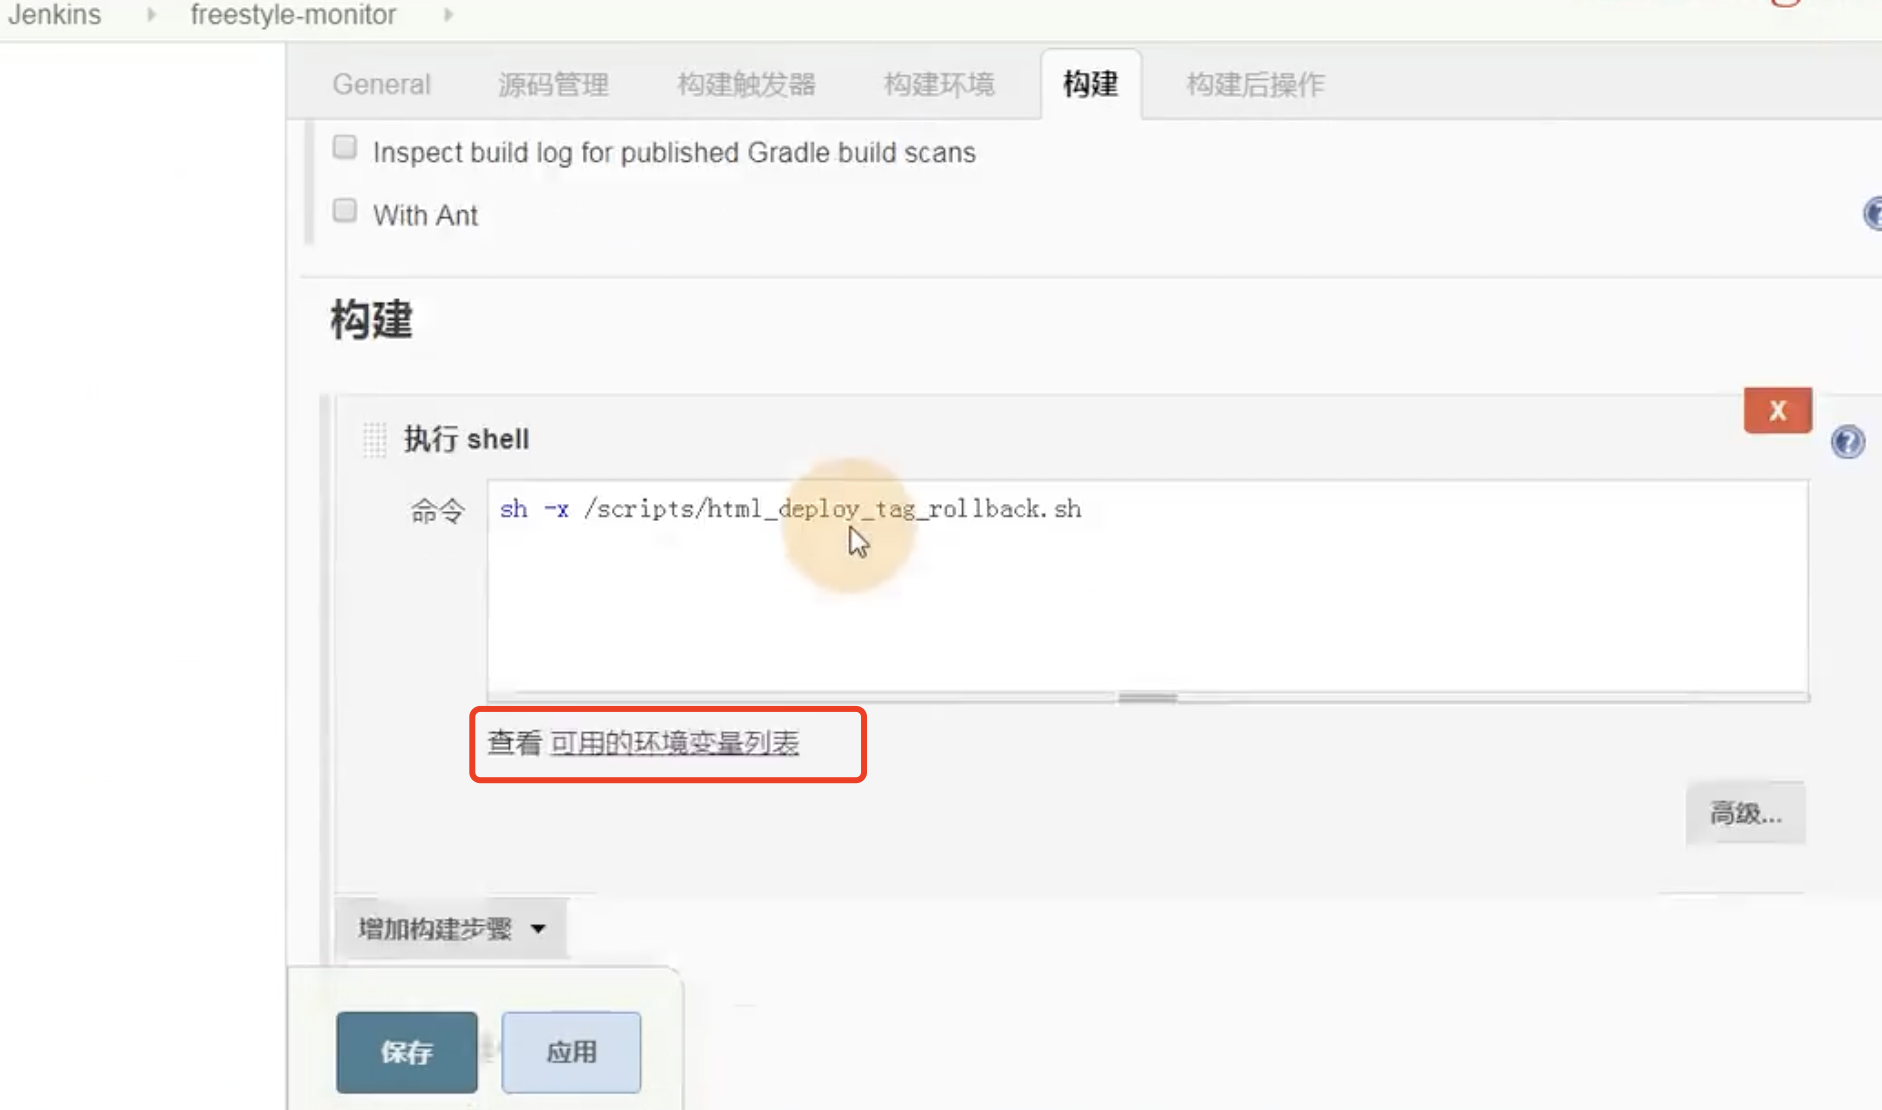 Jenkins freestyle-monitor
General 源码管理 构建触发器 构建环境 构建 构建后操作
Inspect build log for published Gradle build scans
With Ant
构建
X
执行 shell
命令 sh -x /scripts/html_deploy_tag_rollback.sh
查看 可用的环境变量列表
高级...
增加构建步骤
保存 应用